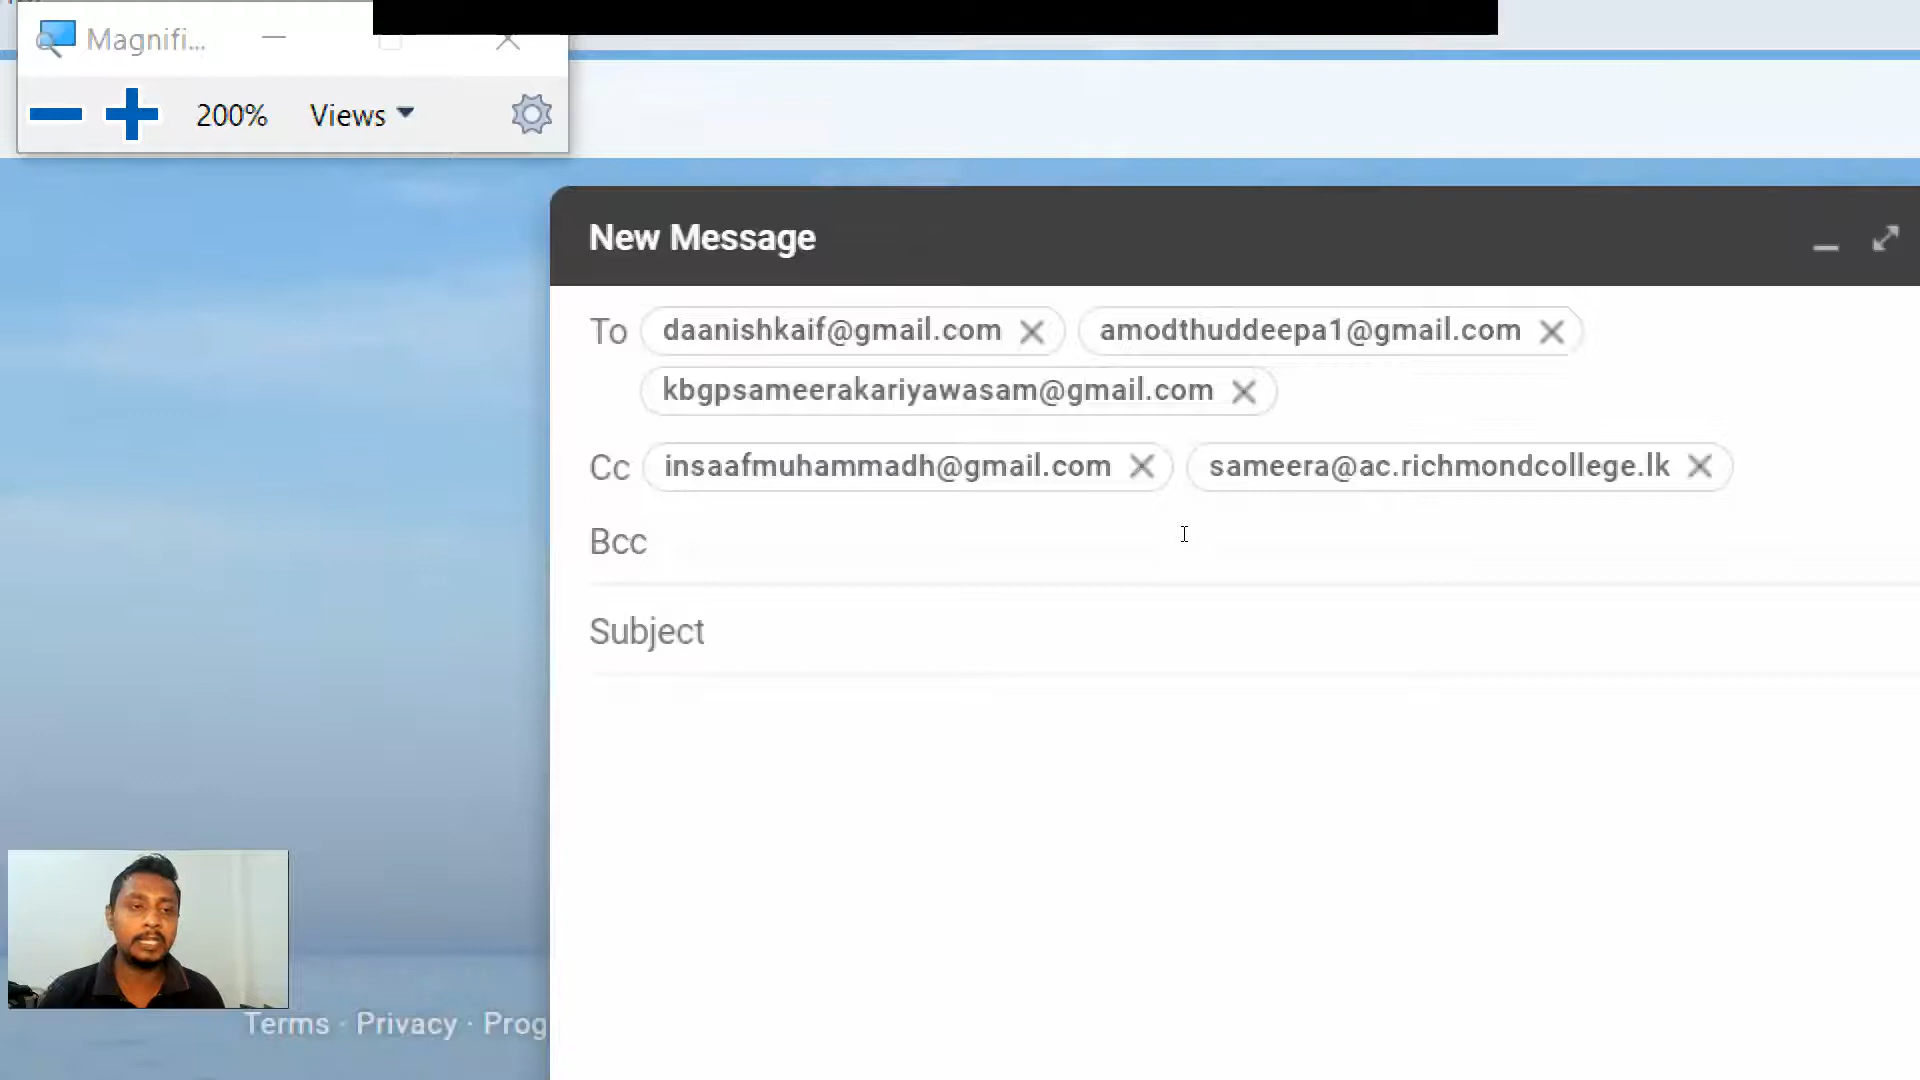 Magnifi...
200% Views
New Message
To daanishkaif@gmail.com amodthuddeepa1@gmail.com
kbgpsameerakariyawasam@gmail.com
Cc insaafmuhammadh@gmail.com sameera@ac.richmondcollege.lk
Bcc
Subject
Terms · Privacy · Prog